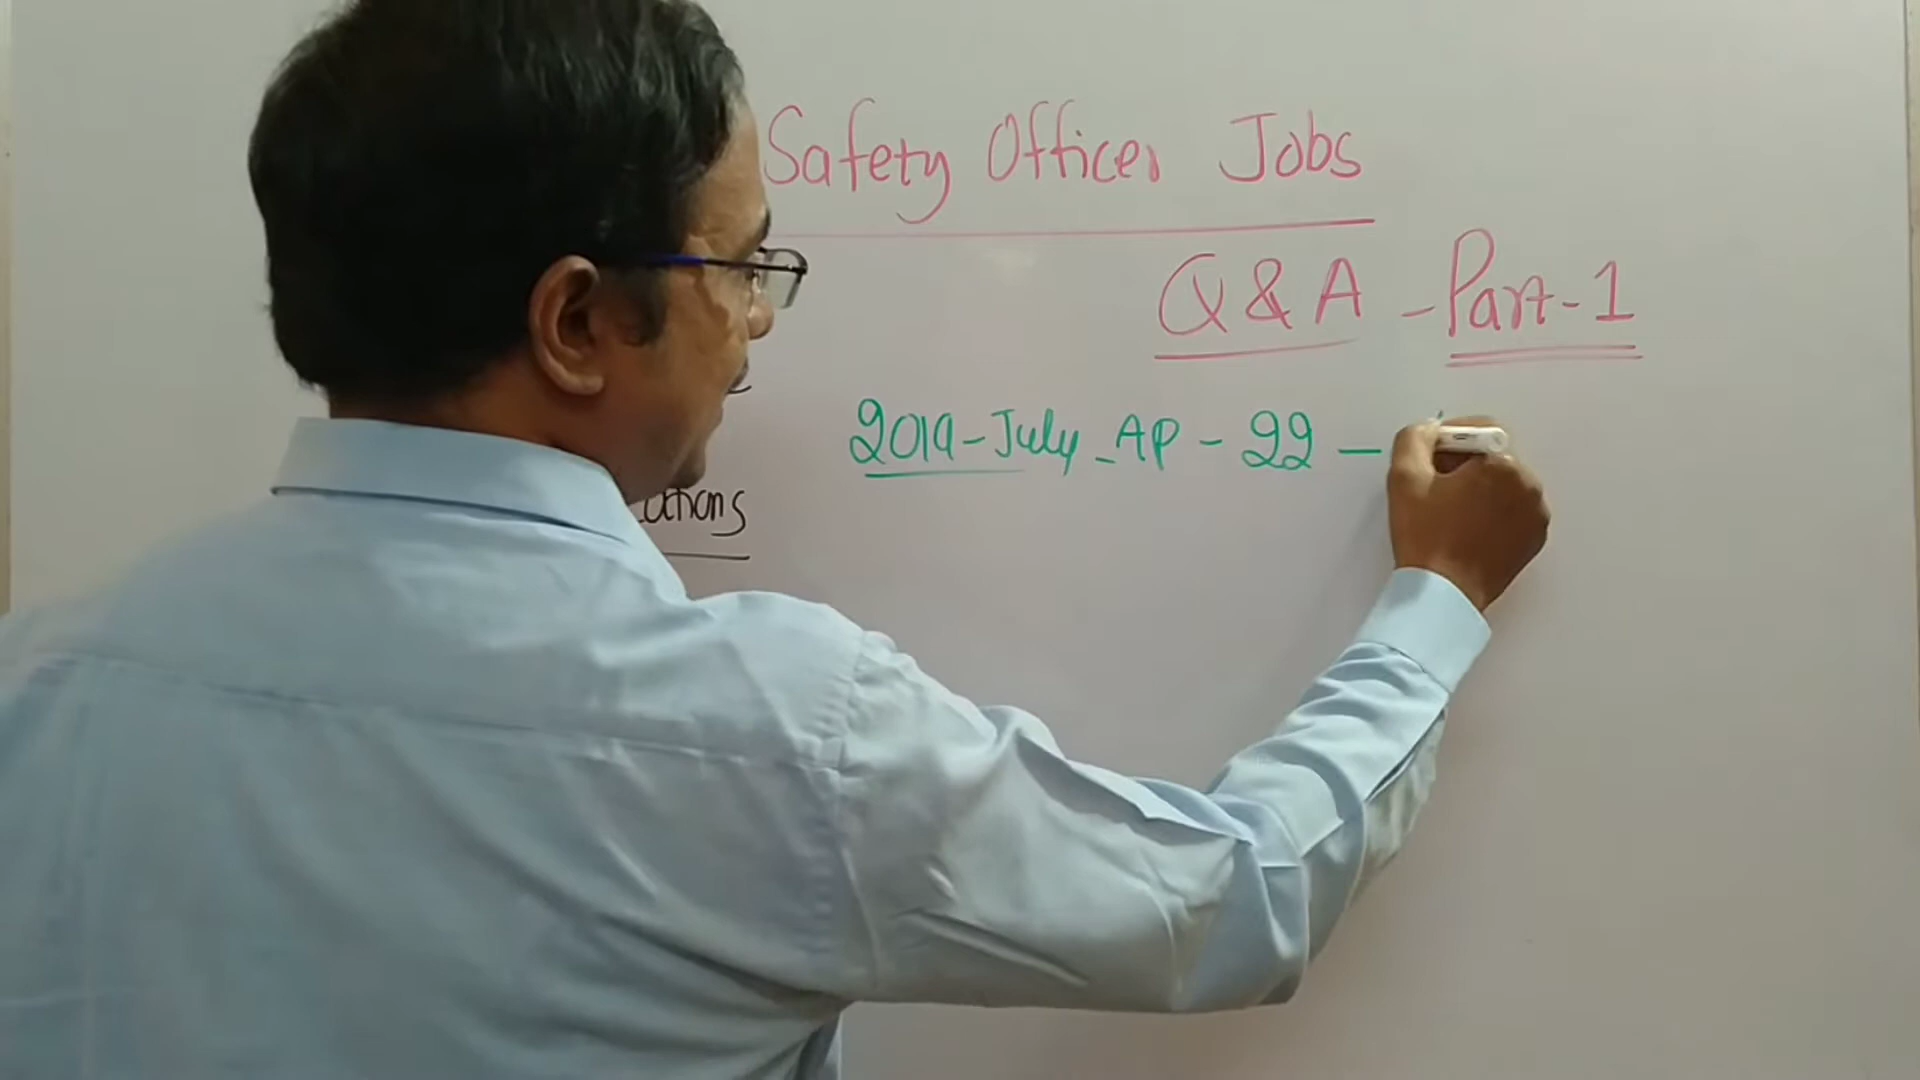 Safety Officer Jobs
Q & A - Part-1
2019-July-AP - 22 -